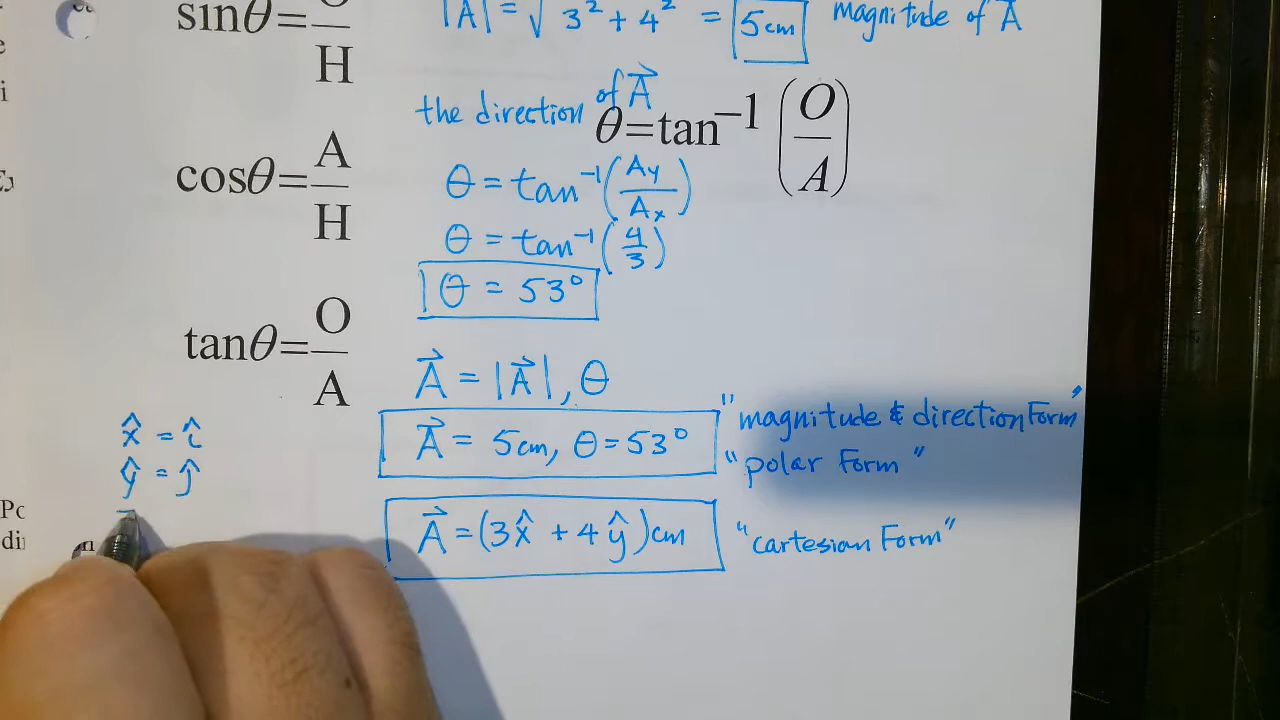 sinθ=O/H
|A⃗| = √3² + 4² = 5cm magnitude of A⃗
the direction of A⃗
θ=tan⁻¹(O/A)
cosθ=A/H
θ = tan⁻¹(Ay/Ax)
θ = tan⁻¹(4/3)
θ = 53°
tanθ=O/A
A⃗ = |A⃗|, θ
A⃗ = 5cm, θ = 53°
"magnitude & direction Form"
"polar Form"
x̂ = î
ŷ = ĵ
A⃗ = (3x̂ + 4ŷ)cm
"cartesian Form"